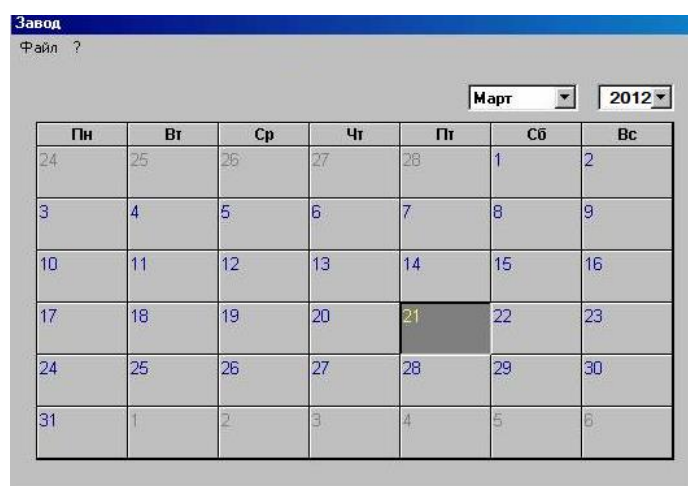 Завод
Файл ?
Март 2012
Пн Вт Ср Чт Пт Сб Вс
24 25 26 27 28 1 2
3 4 5 6 7 8 9
10 11 12 13 14 15 16
17 18 19 20 21 22 23
24 25 26 27 28 29 30
31 1 2 3 4 5 6